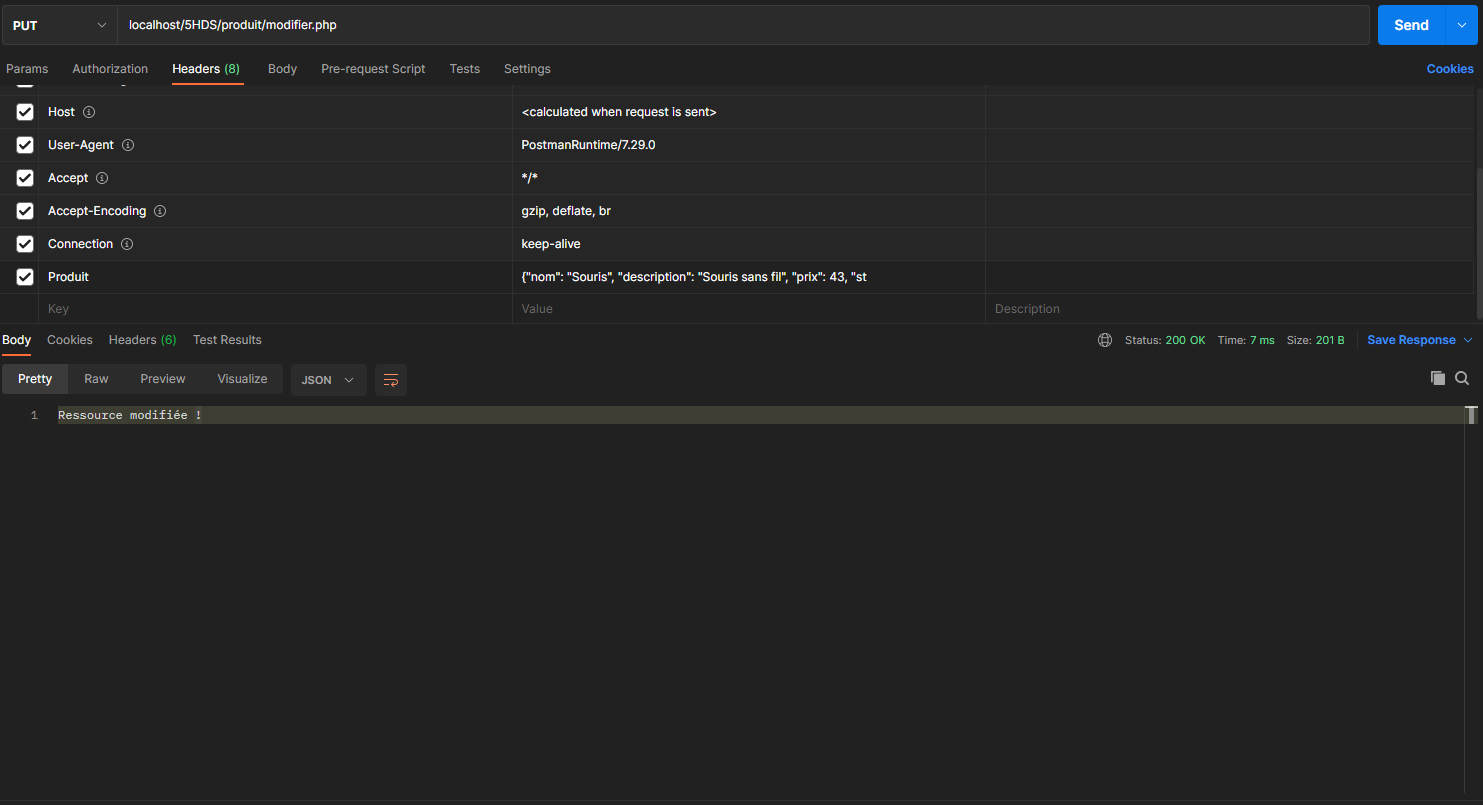 PUT localhost/5HDS/produit/modifier.php Send
Params Authorization Headers (8) Body Pre-request Script Tests Settings Cookies
Host <calculated when request is sent>
User-Agent PostmanRuntime/7.29.0
Accept */*
Accept-Encoding gzip, deflate, br
Connection keep-alive
Produit {"nom": "Souris", "description": "Souris sans fil", "prix": 43, "st
Key Value Description
Body Cookies Headers (6) Test Results Status: 200 OK Time: 7 ms Size: 201 B Save Response
Pretty Raw Preview Visualize JSON
1 Ressource modifiée !